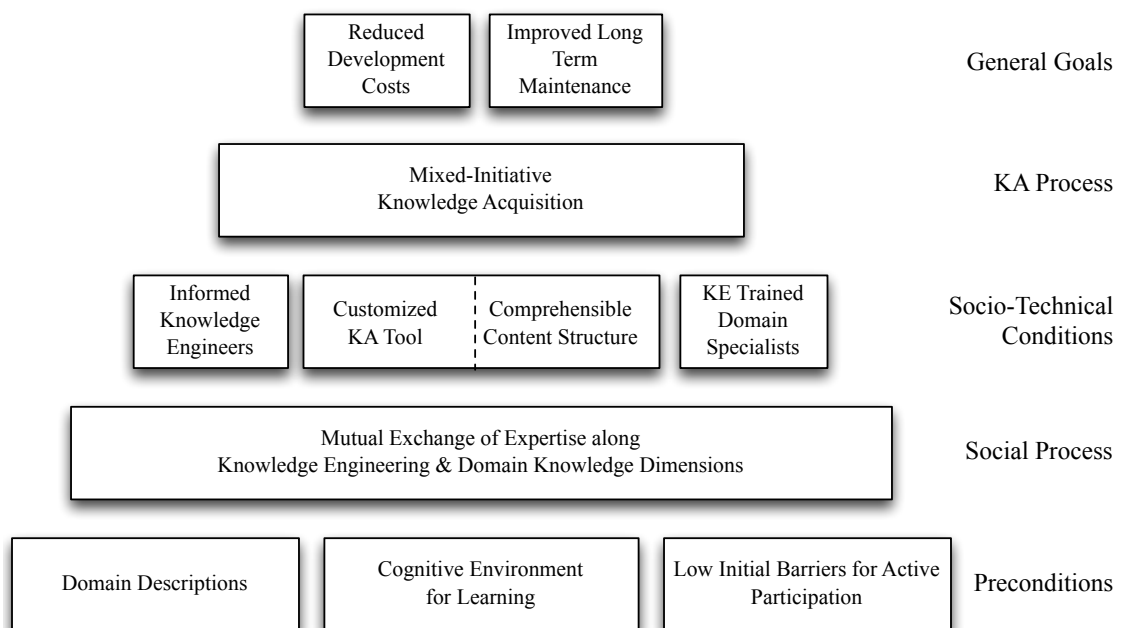 Reduced
Development
Costs
Improved Long
Term
Maintenance
General Goals
Mixed-Initiative
Knowledge Acquisition
KA Process
Informed
Knowledge
Engineers
Customized
KA Tool
Comprehensible
Content Structure
KE Trained
Domain
Specialists
Socio-Technical
Conditions
Mutual Exchange of Expertise along
Knowledge Engineering & Domain Knowledge Dimensions
Social Process
Domain Descriptions
Cognitive Environment
for Learning
Low Initial Barriers for Active
Participation
Preconditions